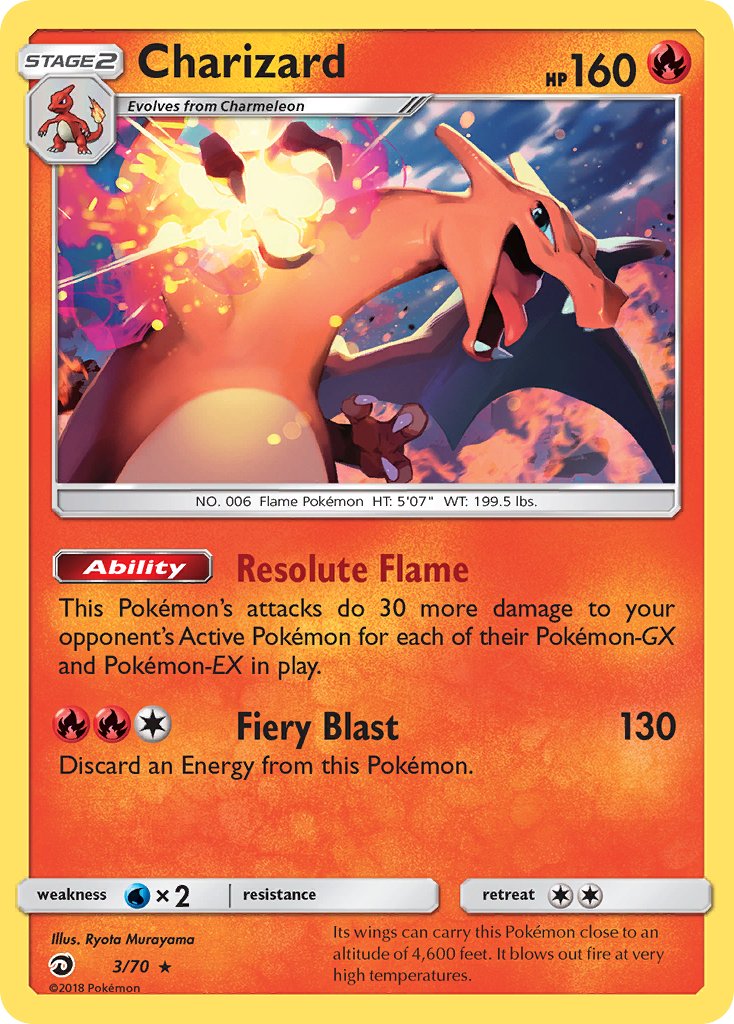 STAGE2 Charizard HP 160
Evolves from Charmeleon
NO. 006 Flame Pokémon HT: 5'07" WT: 199.5 lbs.
Ability Resolute Flame
This Pokémon's attacks do 30 more damage to your
opponent's Active Pokémon for each of their Pokémon-GX
and Pokémon-EX in play.
Fiery Blast 130
Discard an Energy from this Pokémon.
weakness ×2 resistance retreat
Illus. Ryota Murayama
3/70
©2018 Pokémon
Its wings can carry this Pokémon close to an
altitude of 4,600 feet. It blows out fire at very
high temperatures.